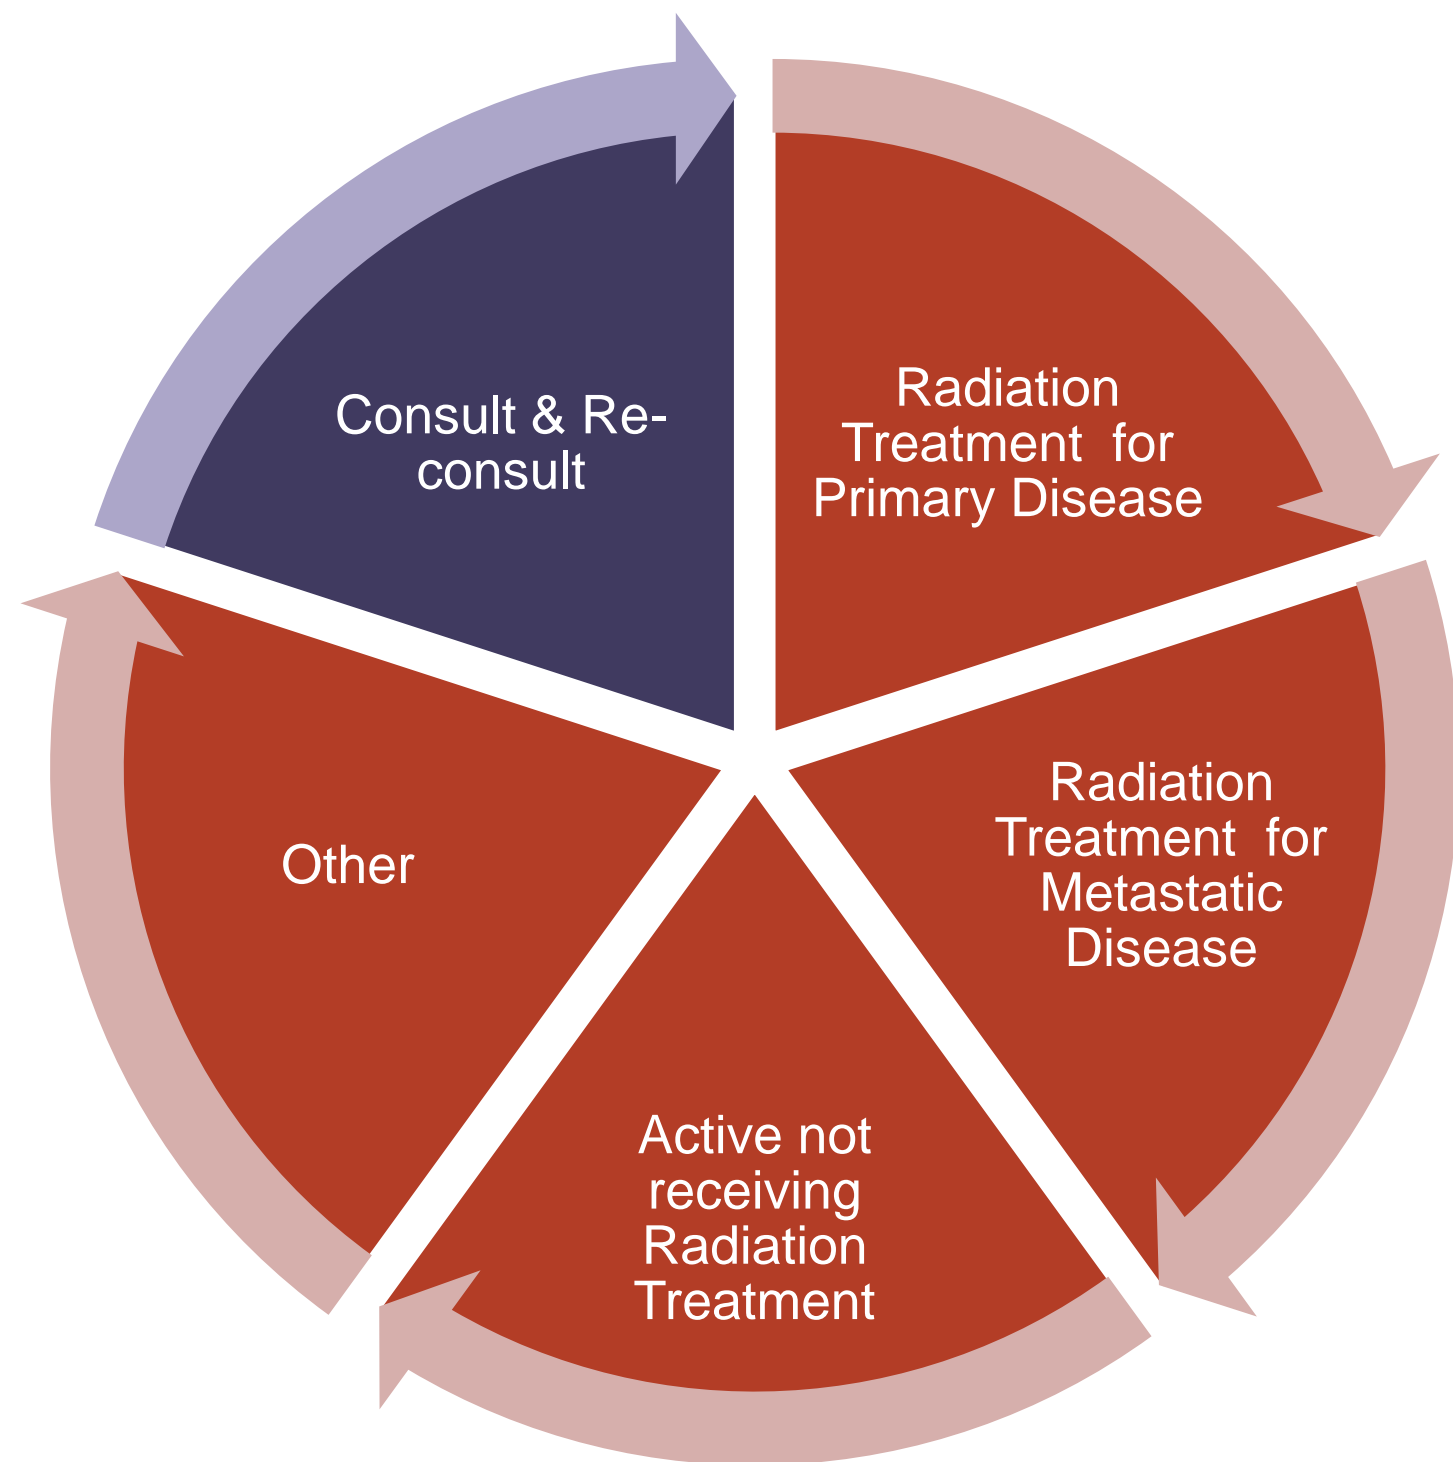 Consult & Re-
consult
Radiation
Treatment  for
Primary Disease
Radiation
Treatment  for
Metastatic
Disease
Active not
receiving
Radiation
Treatment
Other